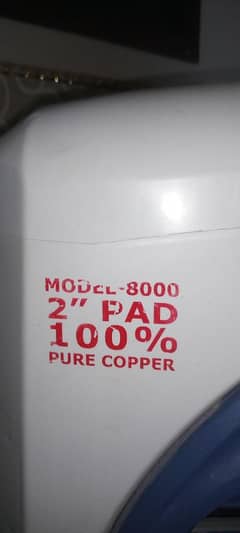 MODEL-8000
2" PAD
100%
PURE COPPER